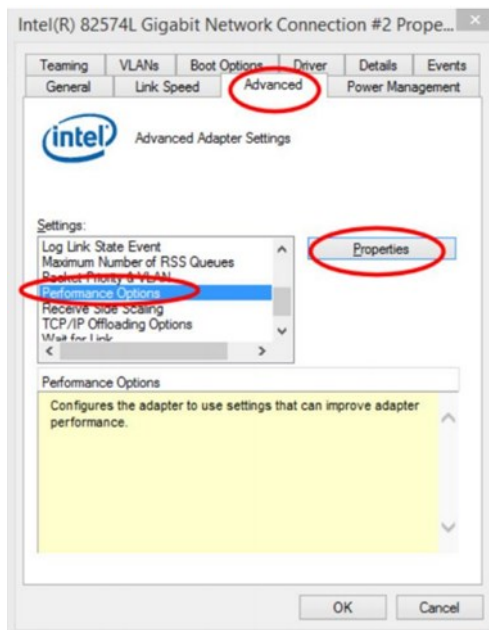 Intel(R) 82574L Gigabit Network Connection #2 Prope...
Teaming VLANs Boot Options Driver Details Events
General Link Speed Advanced Power Management
intel
Advanced Adapter Settings
Settings:
Log Link State Event
Maximum Number of RSS Queues
Packet Priority & VLAN
Performance Options
Receive Side Scaling
TCP/IP Offloading Options
Wait for Link
Properties
Performance Options
Configures the adapter to use settings that can improve adapter
performance.
OK Cancel